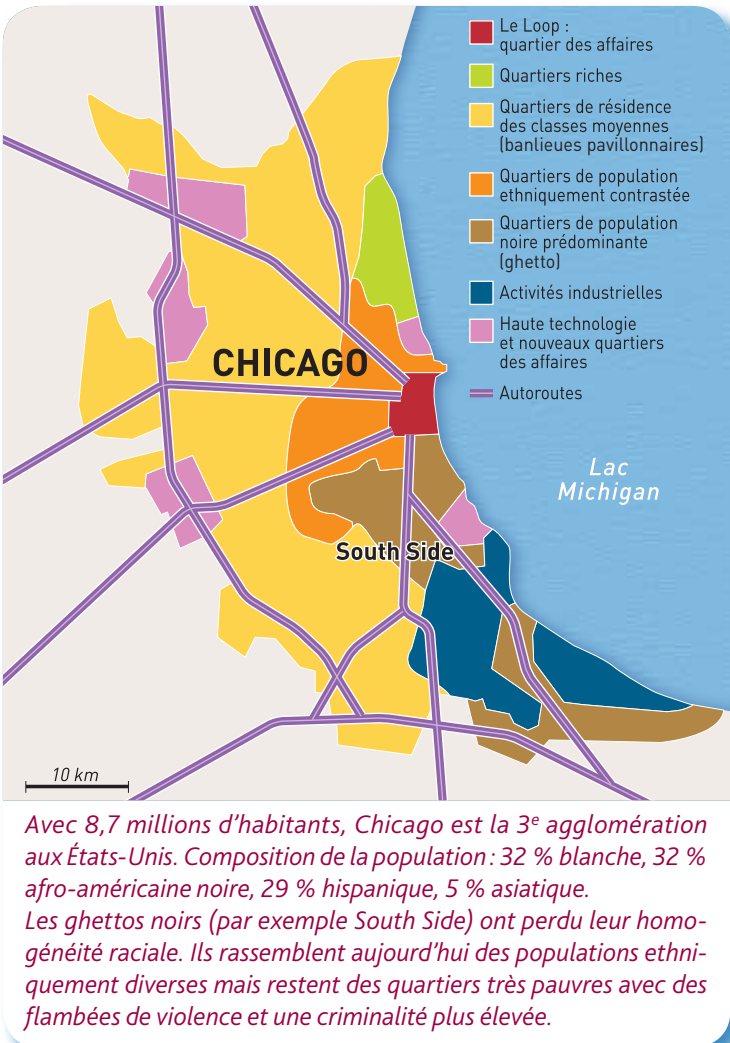 Le Loop :
quartier des affaires
Quartiers riches
Quartiers de résidence
des classes moyennes
(banlieues pavillonnaires)
Quartiers de population
ethniquement contrastée
Quartiers de population
noire prédominante
(ghetto)
Activités industrielles
Haute technologie
et nouveaux quartiers
des affaires
Autoroutes
CHICAGO
Lac
Michigan
South Side
10 km
Avec 8,7 millions d'habitants, Chicago est la 3e agglomération
aux États-Unis. Composition de la population : 32 % blanche, 32 %
afro-américaine noire, 29 % hispanique, 5 % asiatique.
Les ghettos noirs (par exemple South Side) ont perdu leur homo-
généité raciale. Ils rassemblent aujourd'hui des populations ethni-
quement diverses mais restent des quartiers très pauvres avec des
flambées de violence et une criminalité plus élevée.